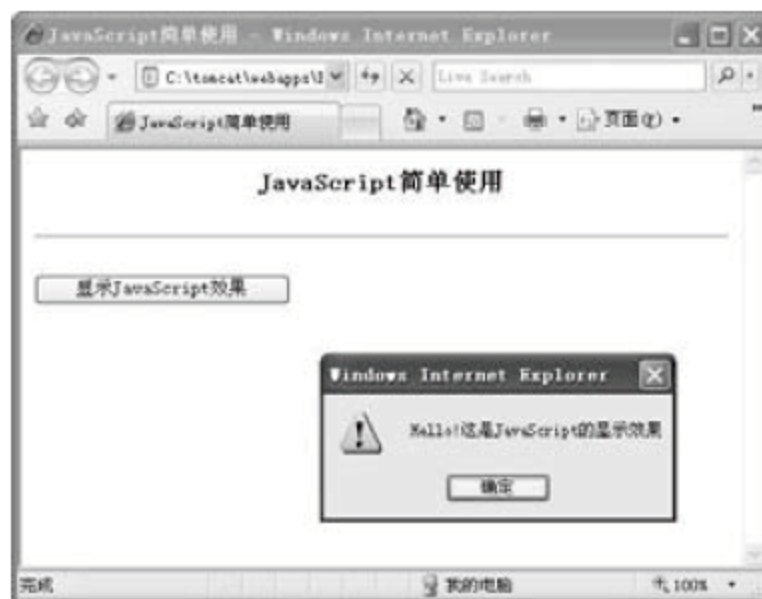 JavaScript简单使用 - Windows Internet Explorer
C:\tomcat\webapps\
Live Search
JavaScript简单使用
页面(P)
JavaScript简单使用
显示JavaScript效果
Windows Internet Explorer
Hello!这是JavaScript的显示效果
确定
完成
我的电脑
100%